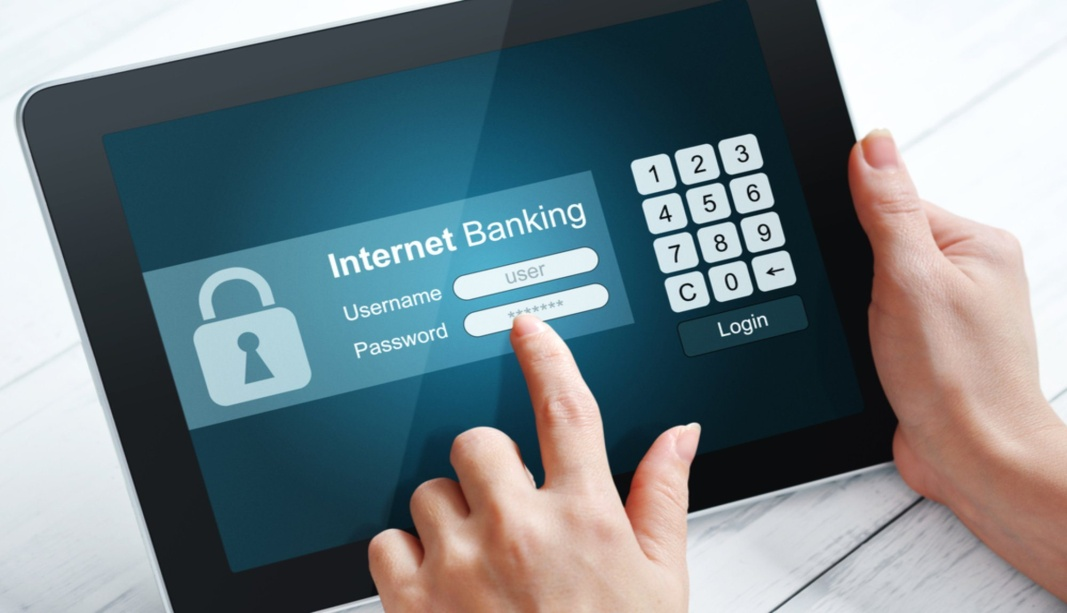 Internet Banking
Username user
Password *******
1 2 3
4 5 6
7 8 9
C 0 ←
Login